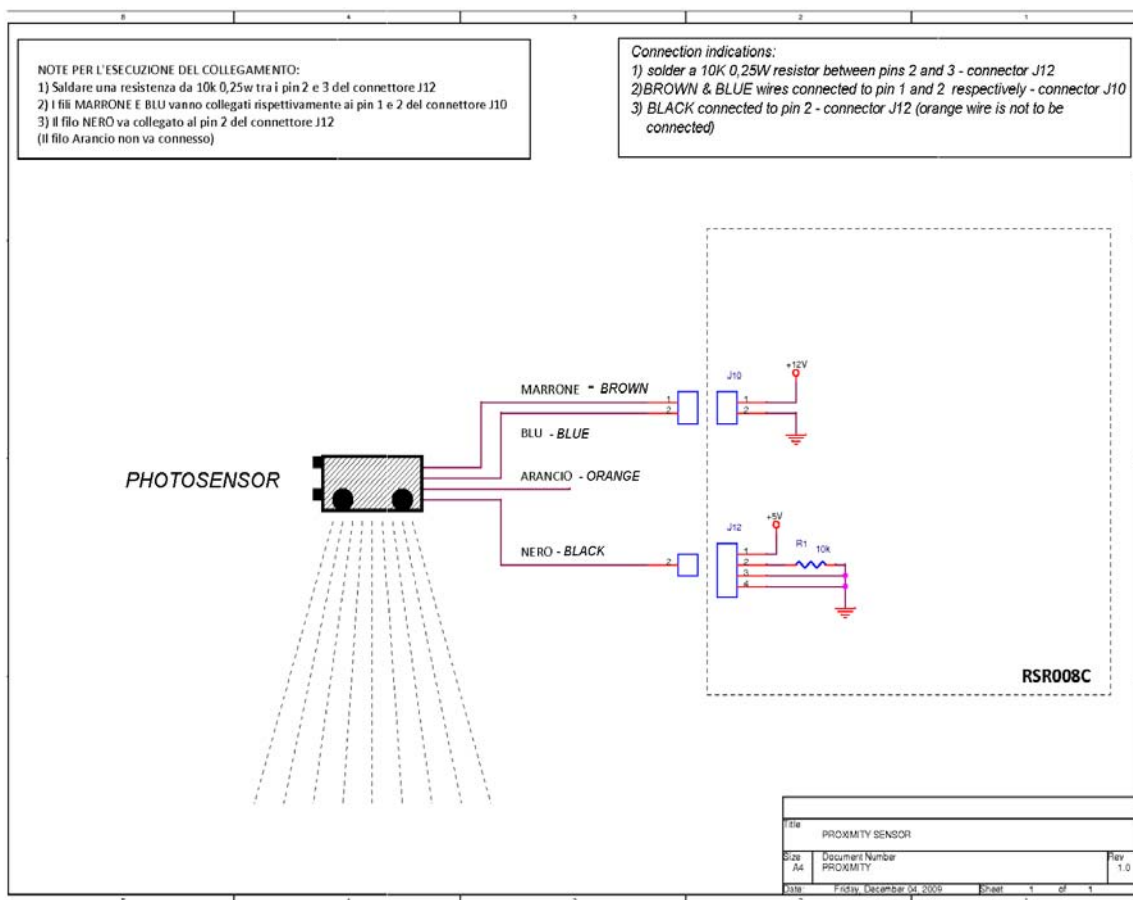 5 4 3 2 1
NOTE PER L'ESECUZIONE DEL COLLEGAMENTO:
1) Saldare una resistenza da 10k 0,25w tra i pin 2 e 3 del connettore J12
2) I fili MARRONE E BLU vanno collegati rispettivamente ai pin 1 e 2 del connettore J10
3) Il filo NERO va collegato al pin 2 del connettore J12
(Il filo Arancio non va connesso)
Connection indications:
1) solder a 10K 0,25W resistor between pins 2 and 3 - connector J12
2)BROWN & BLUE wires connected to pin 1 and 2 respectively - connector J10
3) BLACK connected to pin 2 - connector J12 (orange wire is not to be
connected)
+12V
J10
MARRONE - BROWN
1 1
2 2
BLU - BLUE
PHOTOSENSOR
ARANCIO - ORANGE
+5V
J12
R1 10k
NERO - BLACK
1
2 2
3
4
RSR008C
Title
PROXIMITY SENSOR
Size Document Number Rev
A4 PROXIMITY 1.0
Date: Friday, December 04, 2009 Sheet 1 of 1